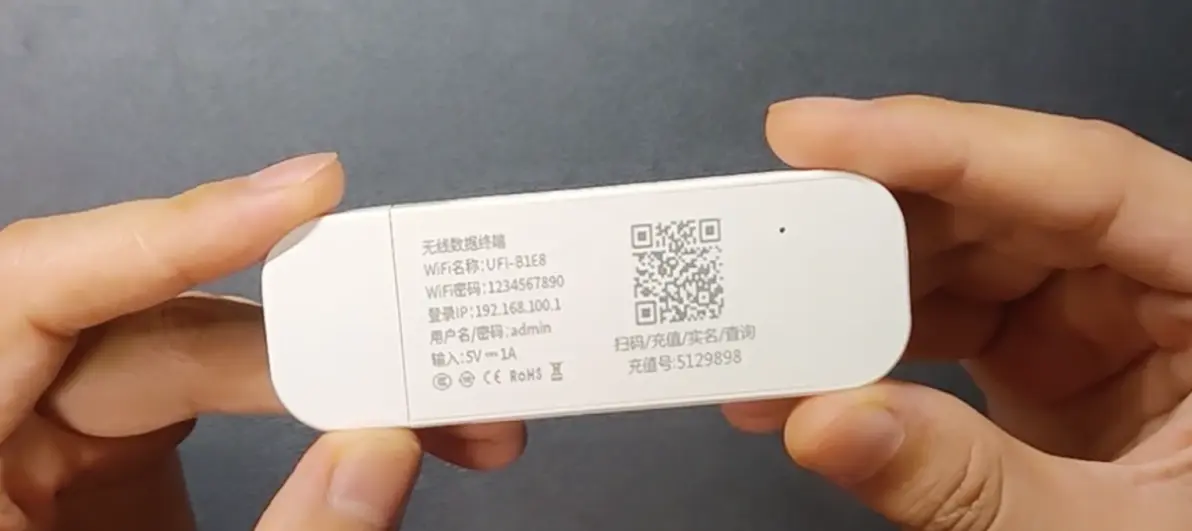 无线数据终端
WiFi名称:UFi-B1E8
WiFi密码:1234567890
登录IP:192.168.100.1
用户名/密码:admin
输入:5V⎓1A
CE RoHS
扫码/充值/实名/查询
充值号:5129898